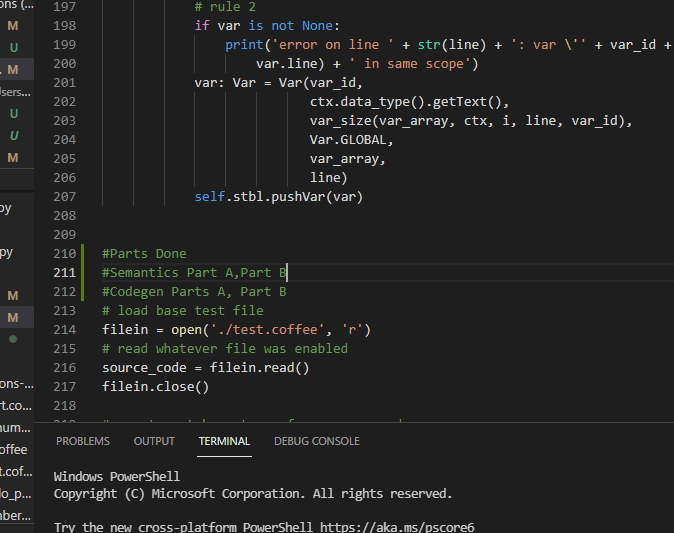 ons (...
M
U
M
Users...
U
U
M
py
py
M
M
ons-...
rt.co...
num...
offee
t.cof...
lo_p...
nber...
197 # rule 2
198 if var is not None:
199 print('error on line ' + str(line) + ': var \'' + var_id +
200 var.line) + ' in same scope')
201 var: Var = Var(var_id,
202 ctx.data_type().getText(),
203 var_size(var_array, ctx, i, line, var_id),
204 Var.GLOBAL,
205 var_array,
206 line)
207 self.stbl.pushVar(var)
208
209
210 #Parts Done
211 #Semantics Part A,Part B
212 #Codegen Parts A, Part B
213 # load base test file
214 filein = open('./test.coffee', 'r')
215 # read whatever file was enabled
216 source_code = filein.read()
217 filein.close()
218
PROBLEMS OUTPUT TERMINAL DEBUG CONSOLE
Windows PowerShell
Copyright (C) Microsoft Corporation. All rights reserved.
Try the new cross-platform PowerShell https://aka.ms/pscore6